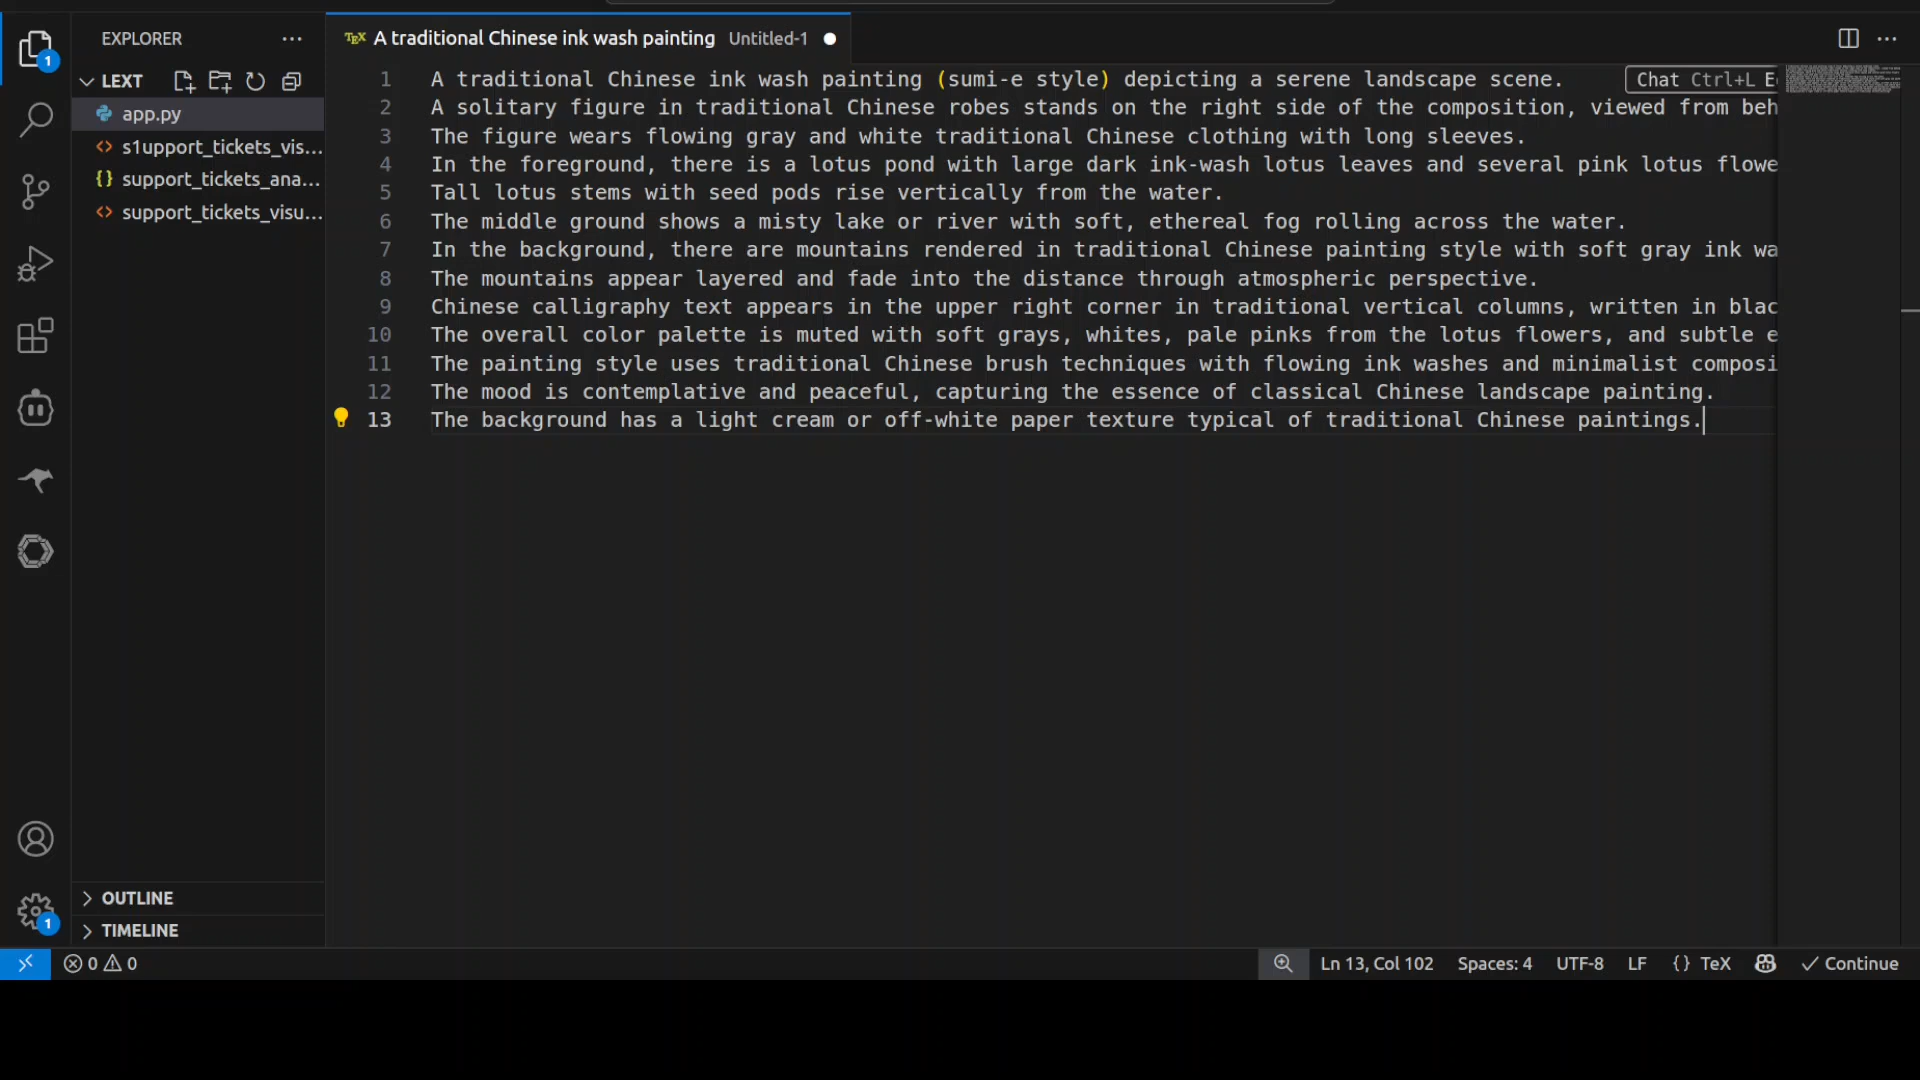 EXPLORER
A traditional Chinese ink wash painting Untitled-1
LEXT
app.py
s1upport_tickets_vis...
support_tickets_ana...
support_tickets_visu...
1 A traditional Chinese ink wash painting (sumi-e style) depicting a serene landscape scene.
Chat Ctrl+L E
2 A solitary figure in traditional Chinese robes stands on the right side of the composition, viewed from beh
3 The figure wears flowing gray and white traditional Chinese clothing with long sleeves.
4 In the foreground, there is a lotus pond with large dark ink-wash lotus leaves and several pink lotus flowe
5 Tall lotus stems with seed pods rise vertically from the water.
6 The middle ground shows a misty lake or river with soft, ethereal fog rolling across the water.
7 In the background, there are mountains rendered in traditional Chinese painting style with soft gray ink wa
8 The mountains appear layered and fade into the distance through atmospheric perspective.
9 Chinese calligraphy text appears in the upper right corner in traditional vertical columns, written in blac
10 The overall color palette is muted with soft grays, whites, pale pinks from the lotus flowers, and subtle e
11 The painting style uses traditional Chinese brush techniques with flowing ink washes and minimalist composi
12 The mood is contemplative and peaceful, capturing the essence of classical Chinese landscape painting.
13 The background has a light cream or off-white paper texture typical of traditional Chinese paintings.
1
1
OUTLINE
TIMELINE
0 0
Ln 13, Col 102 Spaces: 4 UTF-8 LF {} TeX Continue